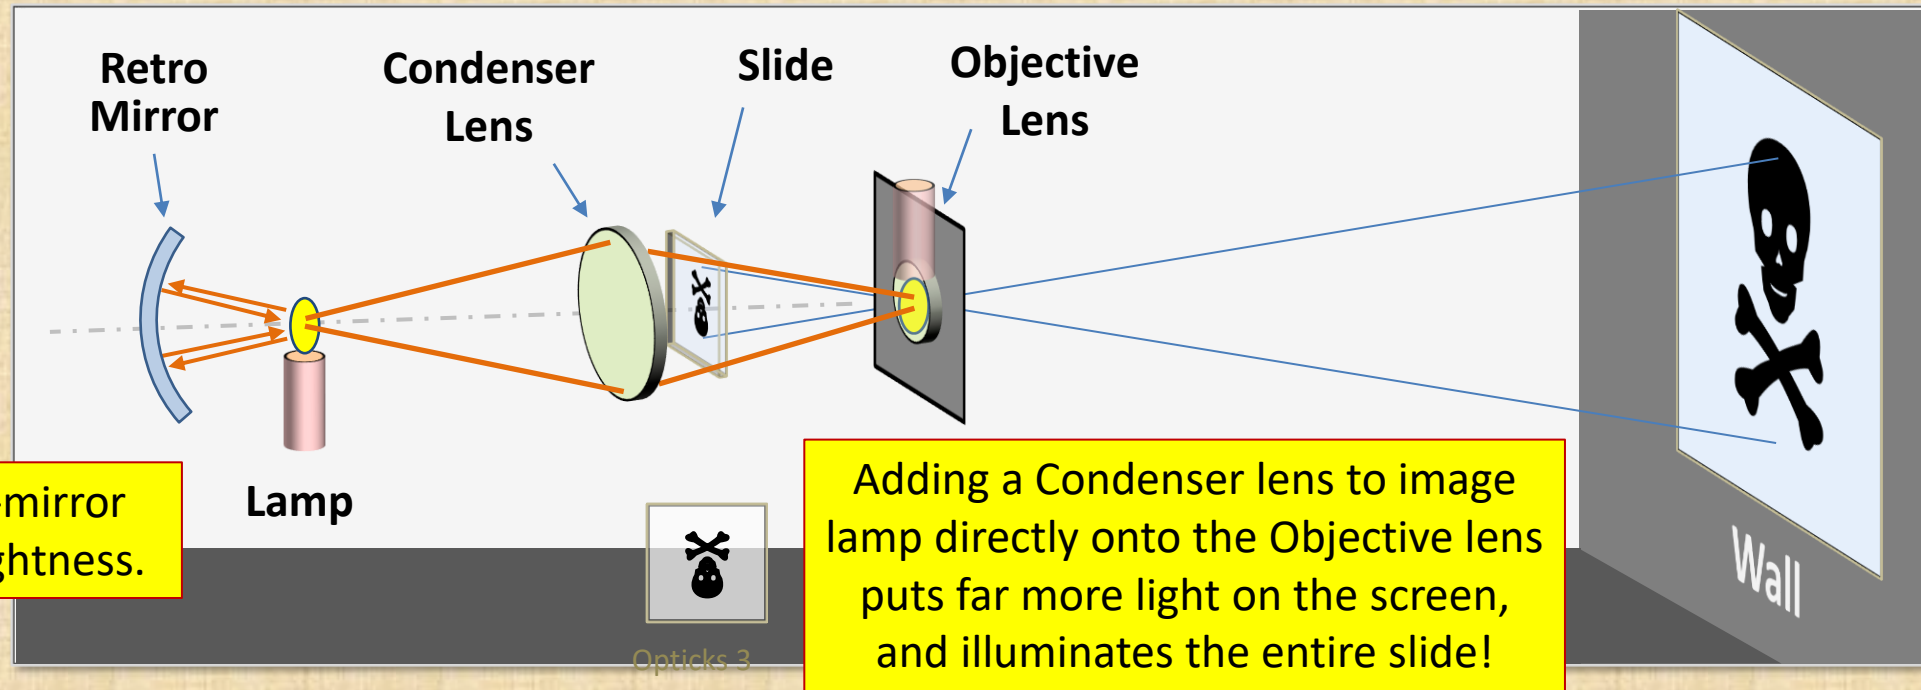 Retro
Mirror
Condenser
Lens
Slide
Objective
Lens
Lamp
mirror
Adding a Condenser lens to image
lamp directly onto the Objective lens
puts far more light on the screen,
and illuminates the entire slide!
Wall
Opticks 3